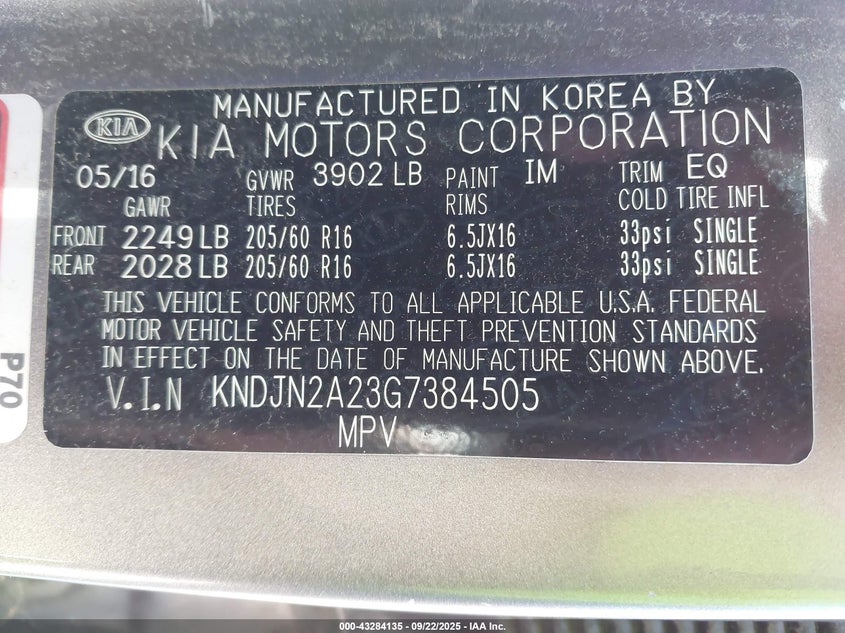 MANUFACTURED IN KOREA BY
KIA KIA MOTORS CORPORATION
05/16 GVWR 3902 LB PAINT IM TRIM EQ
GAWR TIRES RIMS COLD TIRE INFL
FRONT 2249 LB 205/60 R16 6.5JX16 33psi SINGLE
REAR 2028 LB 205/60 R16 6.5JX16 33psi SINGLE
THIS VEHICLE CONFORMS TO ALL APPLICABLE U.S.A. FEDERAL
MOTOR VEHICLE SAFETY AND THEFT PREVENTION STANDARDS
IN EFFECT ON THE DATE OF MANUFACTURE SHOWN ABOVE.
V.I.N KNDJN2A23G7384505
MPV
P70
000-43284135 - 09/22/2025 - IAA Inc.